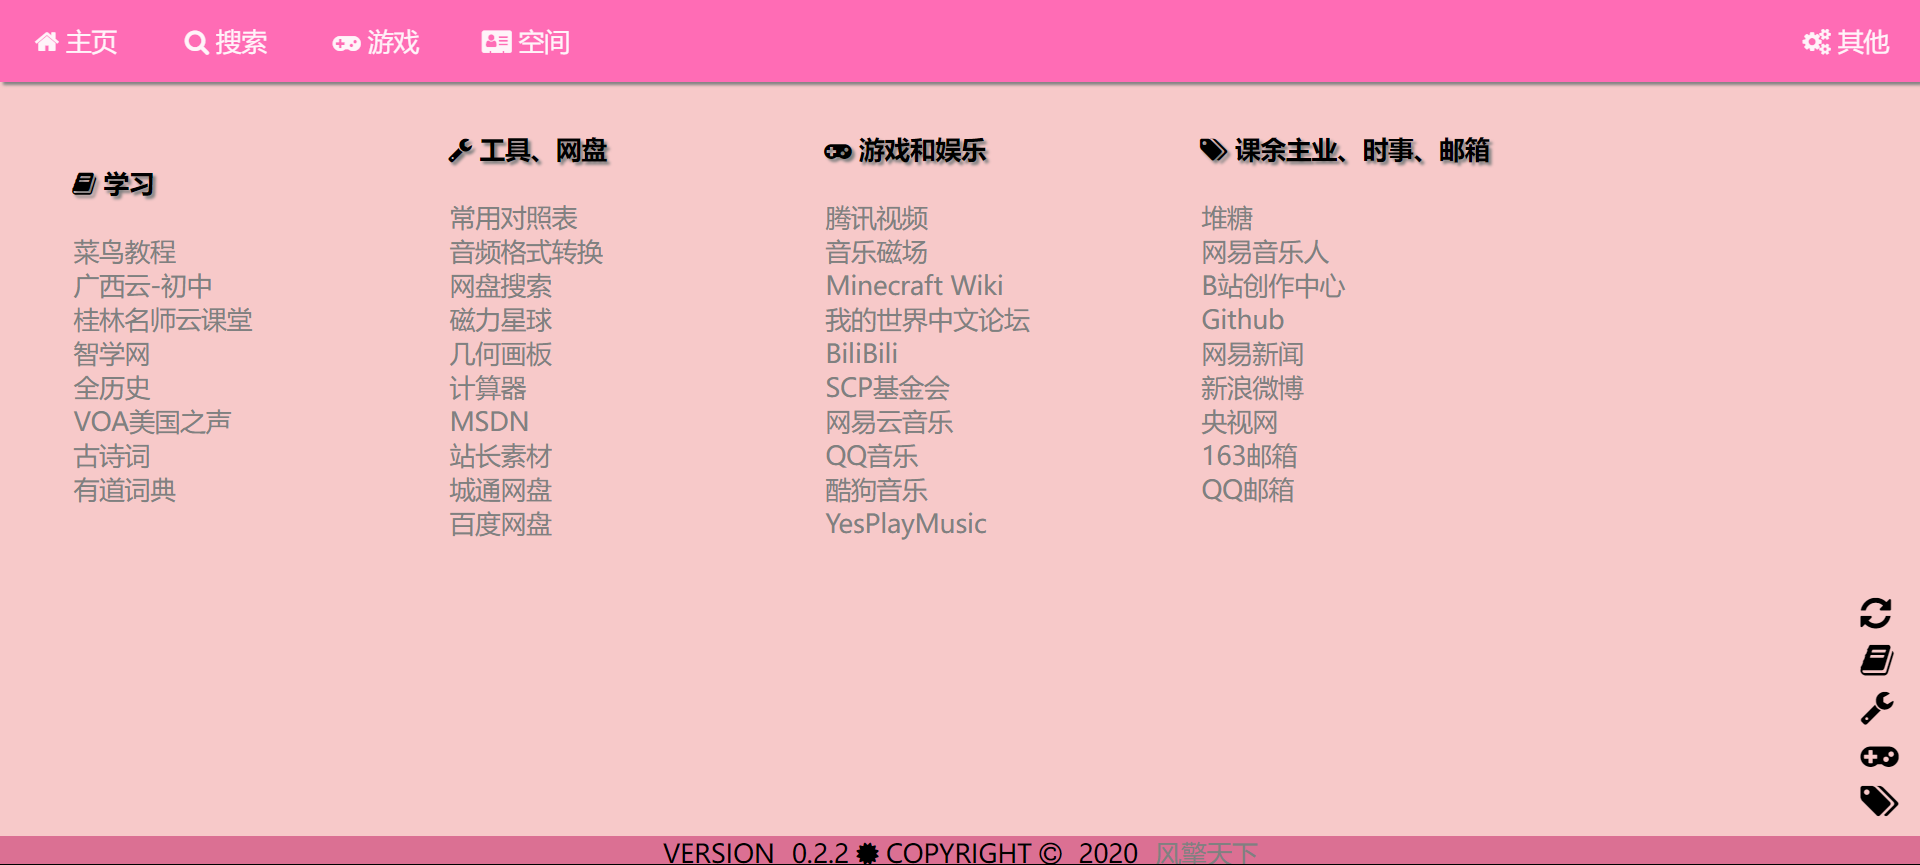 主页
搜索
游戏
空间
其他
学习
菜鸟教程
广西云-初中
桂林名师云课堂
智学网
全历史
VOA美国之声
古诗词
有道词典
工具、网盘
常用对照表
音频格式转换
网盘搜索
磁力星球
几何画板
计算器
MSDN
站长素材
城通网盘
百度网盘
游戏和娱乐
腾讯视频
音乐磁场
Minecraft Wiki
我的世界中文论坛
BiliBili
SCP基金会
网易云音乐
QQ音乐
酷狗音乐
YesPlayMusic
课余主业、时事、邮箱
堆糖
网易音乐人
B站创作中心
Github
网易新闻
新浪微博
央视网
163邮箱
QQ邮箱
VERSION 0.2.2 COPYRIGHT © 2020 风擎天下